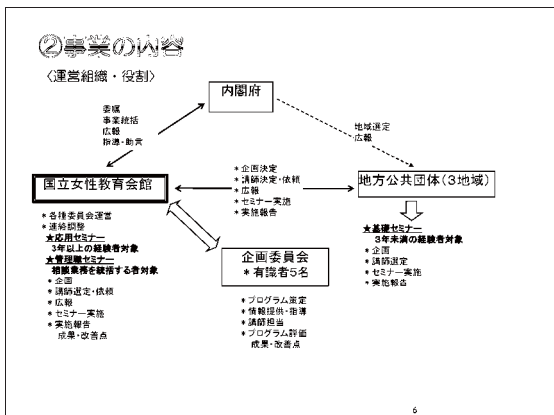 ②事業の内容
〈運営組織・役割〉
内閣府
委嘱
事業統括
広報
指導・助言
地域選定
広報
*企画決定
*講師決定・依頼
*広報
*セミナー実施
*実施報告
国立女性教育会館
地方公共団体(3地域)
*各種委員会運営
*連絡調整
★応用セミナー
3年以上の経験者対象
★管理職セミナー
相談業務を統括する者対象
*企画
*講師選定・依頼
*広報
*セミナー実施
*実施報告
成果・改善点
企画委員会
*有識者5名
*プログラム策定
*情報提供・指導
*講師担当
*プログラム評価
成果・改善点
★基礎セミナー
3年未満の経験者対象
*企画
*講師選定
*セミナー実施
*実施報告
6